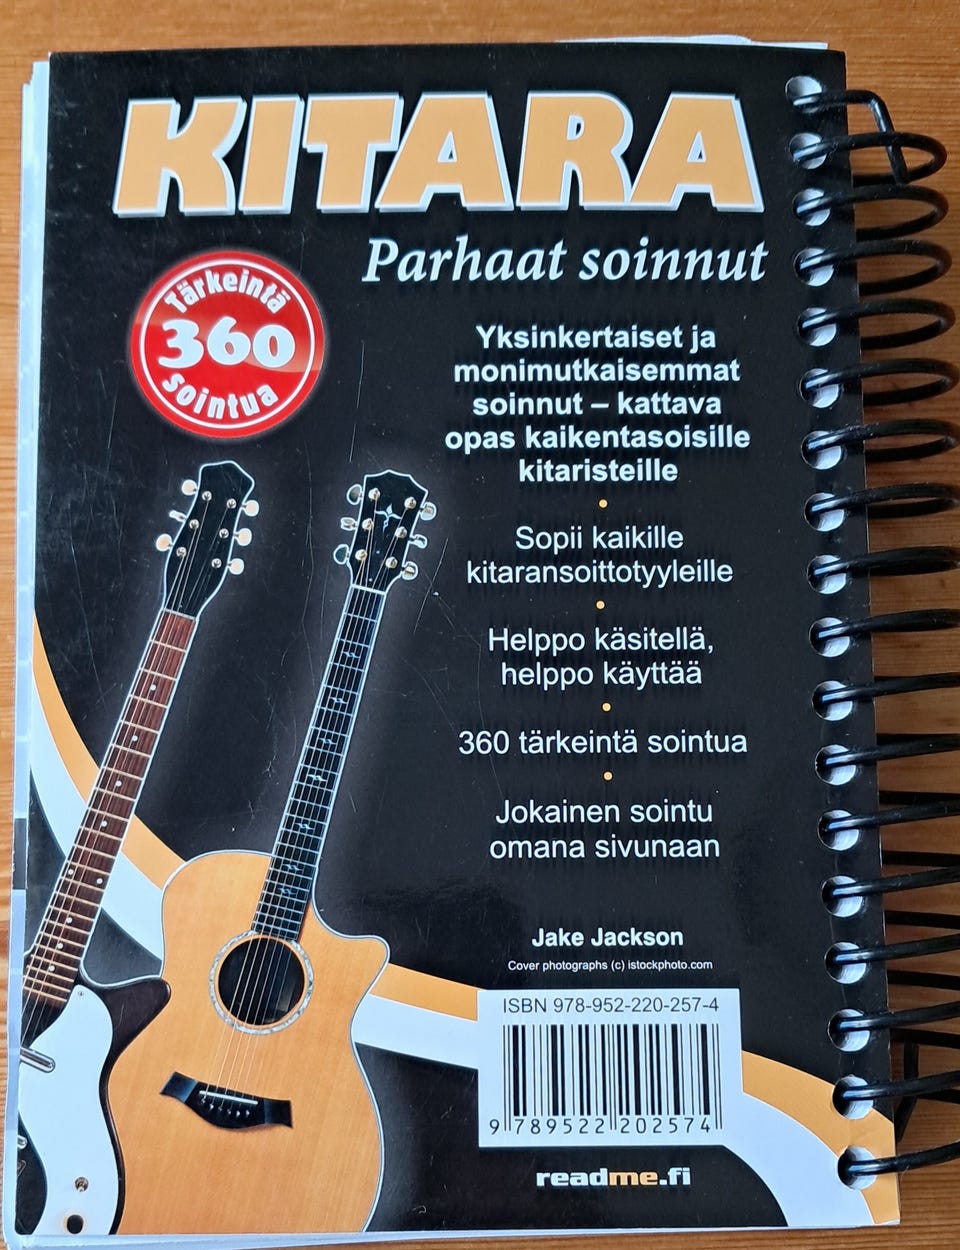 KITARA
Parhaat soinnut
Tärkeintä
360
sointua
Yksinkertaiset ja
monimutkaisemmat
soinnut – kattava
opas kaikentasoisille
kitaristeille
•
Sopii kaikille
kitaransoittotyyleille
•
Helppo käsitellä,
helppo käyttää
•
360 tärkeintä sointua
•
Jokainen sointu
omana sivunaan
Jake Jackson
Cover photographs (c) istockphoto.com
ISBN 978-952-220-257-4
9 789522 202574
readme.fi